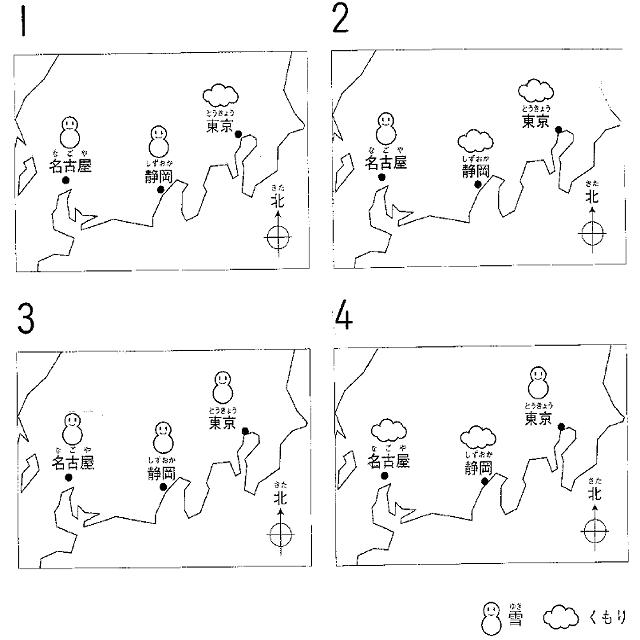 1
とうきょう
東京
なごや
名古屋
しずおか
静岡
きた
北
2
とうきょう
東京
なごや
名古屋
しずおか
静岡
きた
北
3
とうきょう
東京
なごや
名古屋
しずおか
静岡
きた
北
4
とうきょう
東京
なごや
名古屋
しずおか
静岡
きた
北
ゆき
雪 くもり